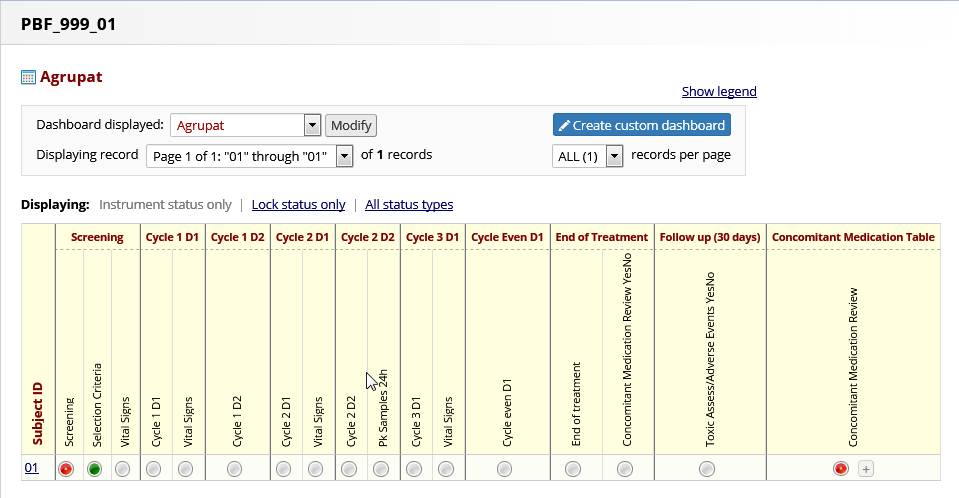 PBF_999_01
Agrupat
Show legend
Dashboard displayed: Agrupat Modify Create custom dashboard
Displaying record Page 1 of 1: "01" through "01" of 1 records ALL (1) records per page
Displaying: Instrument status only | Lock status only | All status types
Subject ID Screening Cycle 1 D1 Cycle 1 D2 Cycle 2 D1 Cycle 2 D2 Cycle 3 D1 Cycle Even D1 End of Treatment Follow up (30 days) Concomitant Medication Table
Screening
Selection Criteria
Vital Signs
Cycle 1 D1
Vital Signs
Cycle 1 D2
Cycle 2 D1
Vital Signs
Cycle 2 D2
Pk Samples 24h
Cycle 3 D1
Vital Signs
Cycle even D1
End of treatment
Concomitant Medication Review YesNo
Toxic Assess/Adverse Events YesNo
Concomitant Medication Review
01 +